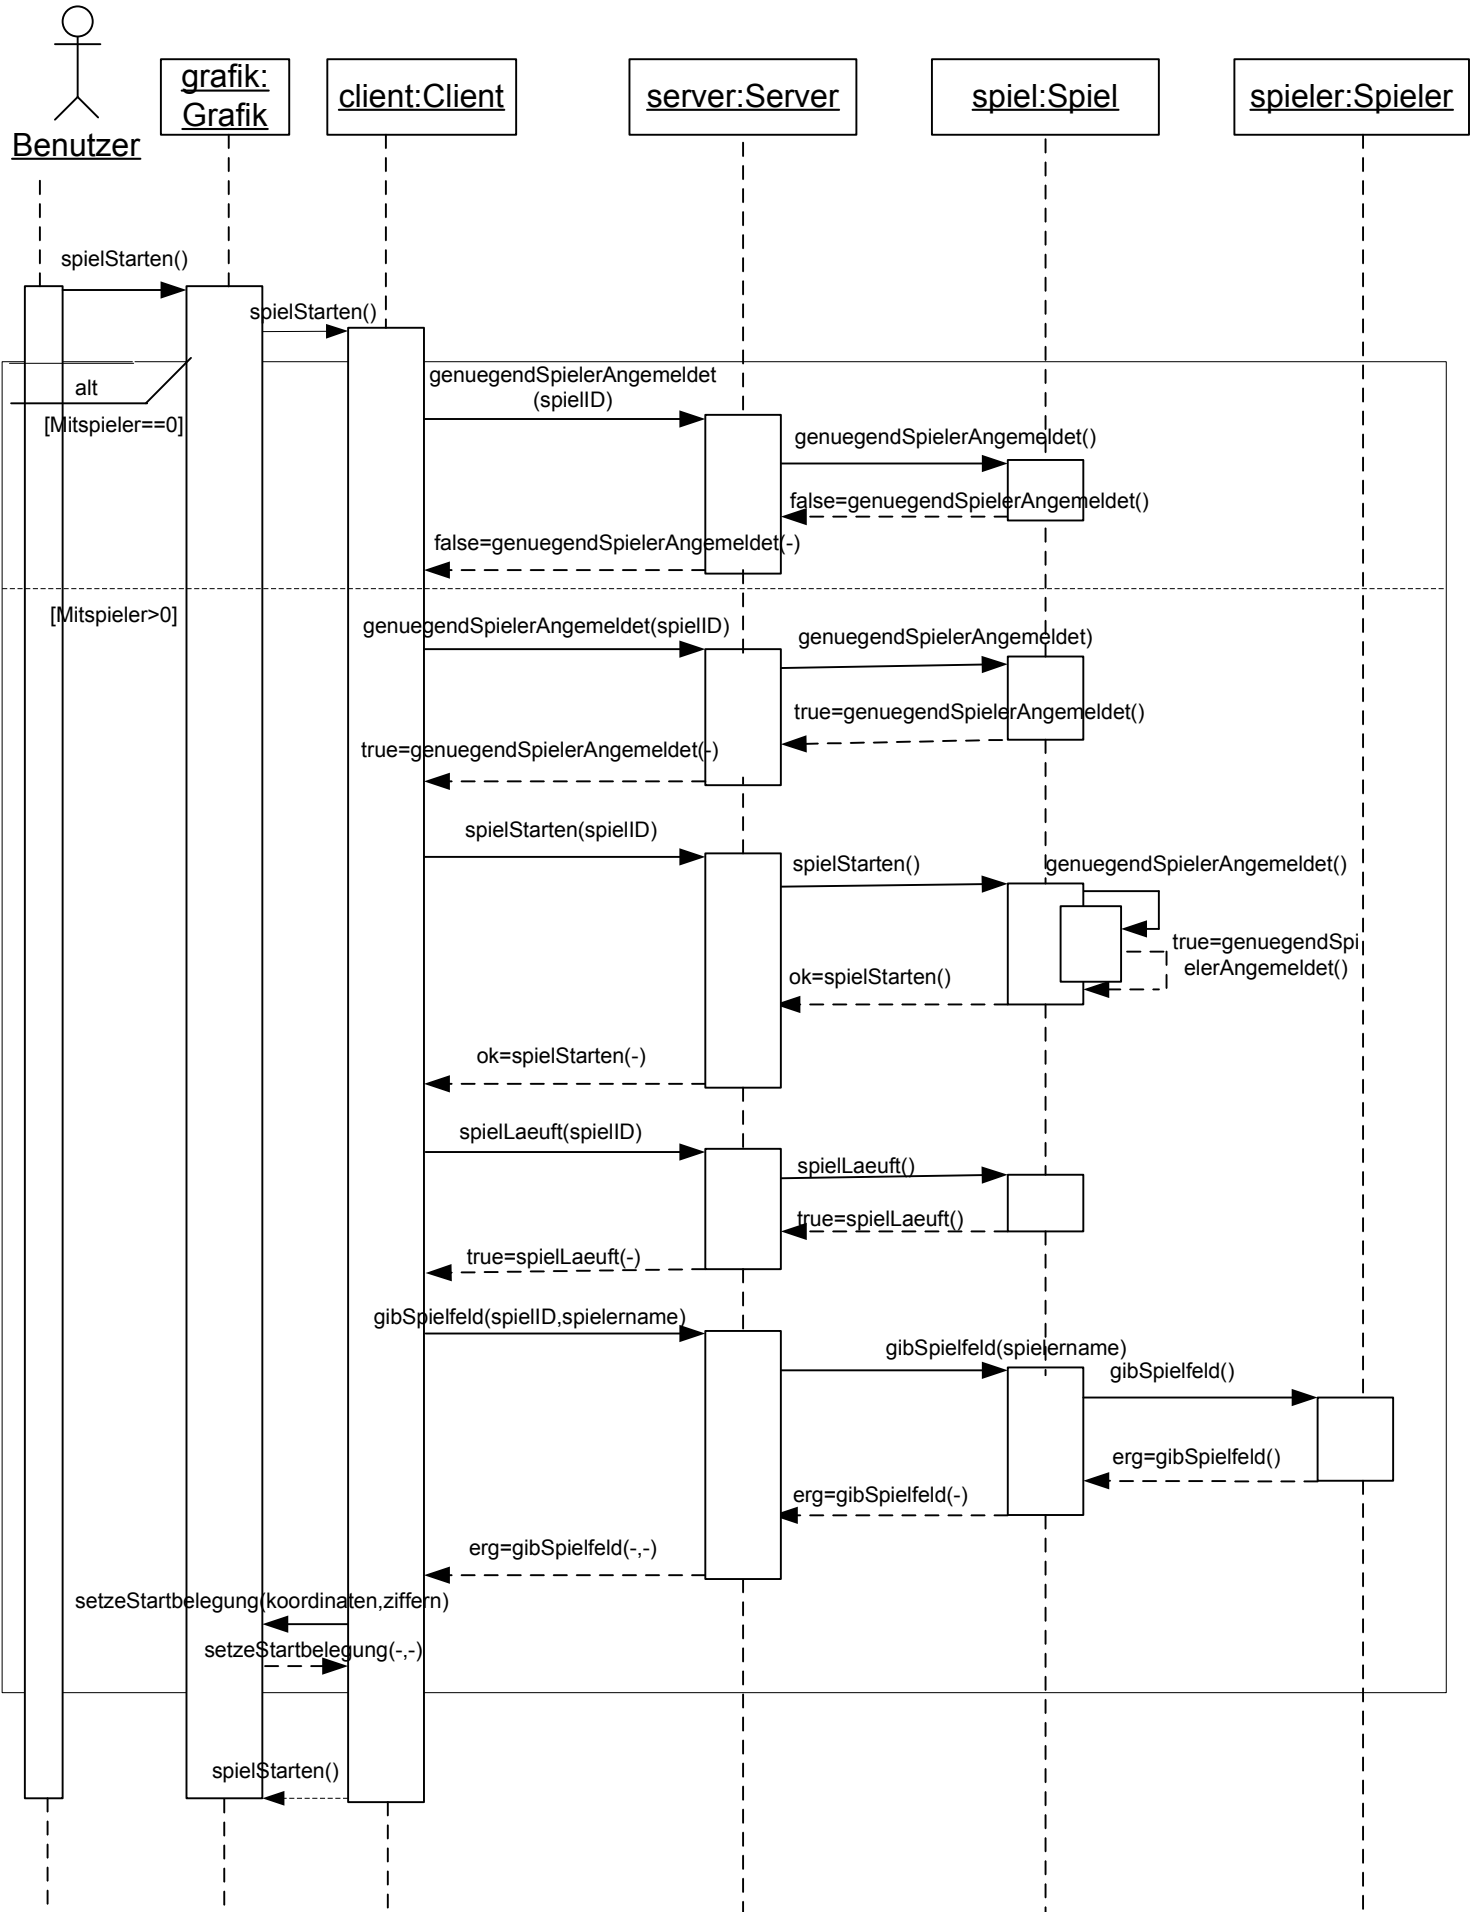 grafik:
Grafik
client:Client
server:Server
spiel:Spiel
spieler:Spieler
Benutzer
spielStarten()
spielStarten()
alt
genuegendSpielerAngemeldet
(spielID)
[Mitspieler==0]
genuegendSpielerAngemeldet()
false=genuegendSpielerAngemeldet()
false=genuegendSpielerAngemeldet(-)
[Mitspieler>0]
genuegendSpielerAngemeldet(spielID)
genuegendSpielerAngemeldet)
true=genuegendSpielerAngemeldet()
true=genuegendSpielerAngemeldet(-)
spielStarten(spielID)
spielStarten()
genuegendSpielerAngemeldet()
true=genuegendSpi
elerAngemeldet()
ok=spielStarten()
ok=spielStarten(-)
spielLaeuft(spielID)
spielLaeuft()
true=spielLaeuft()
true=spielLaeuft(-)
gibSpielfeld(spielID,spielername)
gibSpielfeld(spielername)
gibSpielfeld()
erg=gibSpielfeld()
erg=gibSpielfeld(-)
erg=gibSpielfeld(-,-)
setzeStartbelegung(koordinaten,ziffern)
setzeStartbelegung(-,-)
spielStarten()